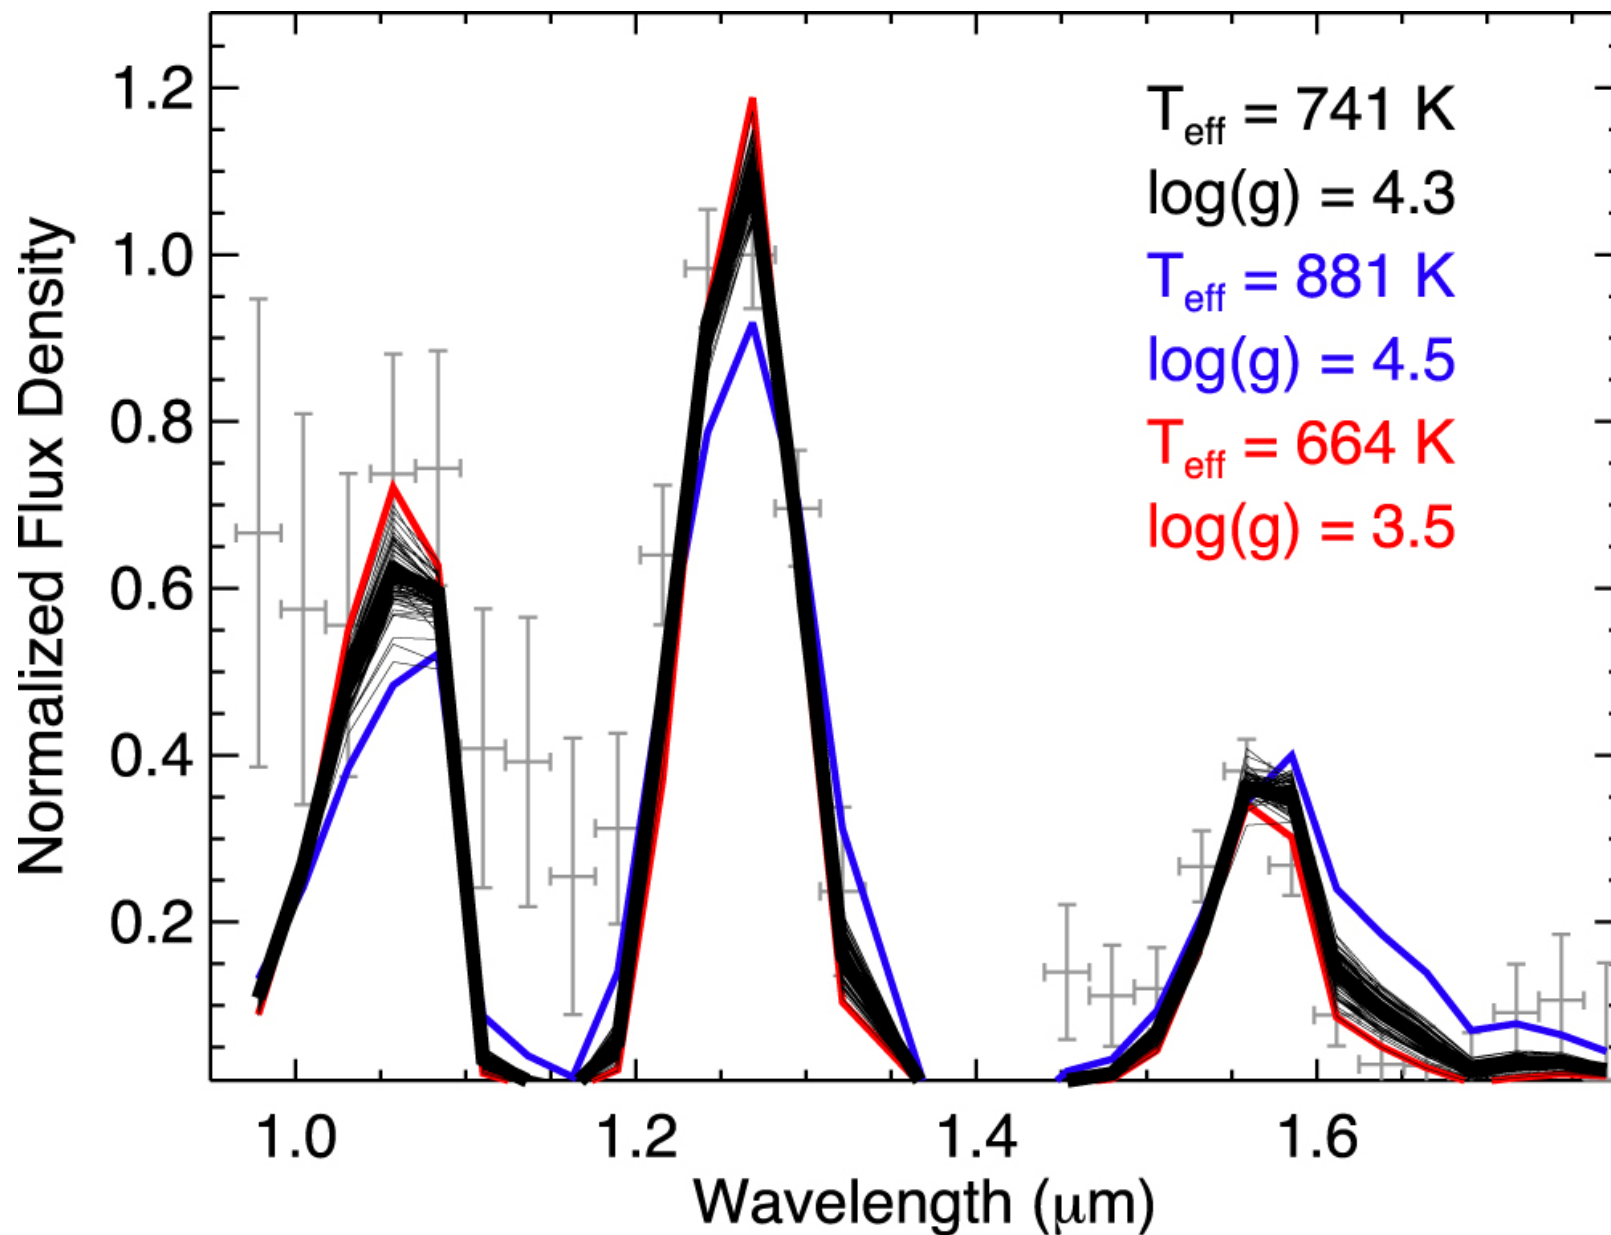 1.2
1.0
0.8
0.6
0.4
0.2
Normalized Flux Density
T_eff = 741 K
log(g) = 4.3
T_eff = 881 K
log(g) = 4.5
T_eff = 664 K
log(g) = 3.5
1.0 1.2 1.4 1.6
Wavelength (μm)